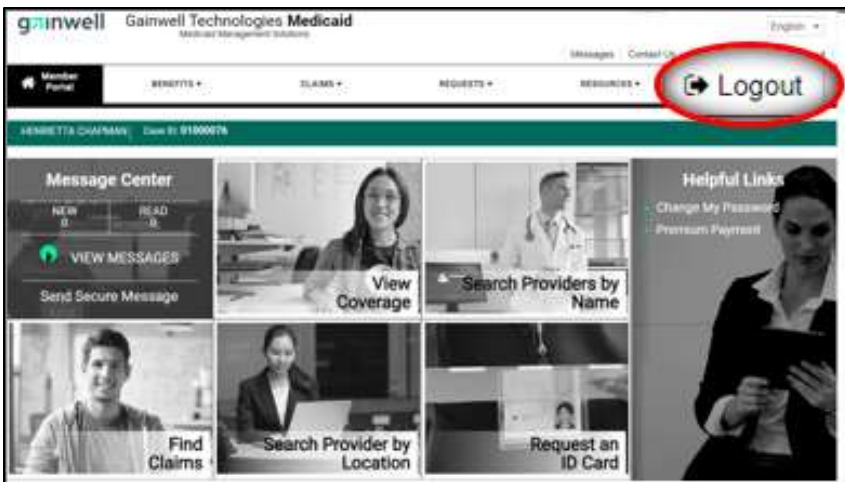 gainwell
Gainwell Technologies Medicaid
Medicaid Management Solutions
English
Messages Contact Us
Member
Portal
BENEFITS
CLAIMS
REQUESTS
RESOURCES
Logout
HENRIETTA CHAPMAN| Case ID 91000076
Message Center
NEW
0
READ
0
VIEW MESSAGES
Send Secure Message
View
Coverage
Search Providers by
Name
Helpful Links
Change My Password
Premium Payment
Find
Claims
Search Provider by
Location
Request an
ID Card